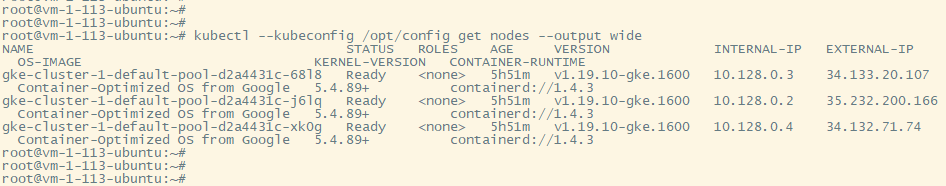 root@vm-1-113-ubuntu:~#
root@vm-1-113-ubuntu:~#
root@vm-1-113-ubuntu:~# kubectl --kubeconfig /opt/config get nodes --output wide
NAME STATUS ROLES AGE VERSION INTERNAL-IP EXTERNAL-IP
OS-IMAGE KERNEL-VERSION CONTAINER-RUNTIME
gke-cluster-1-default-pool-d2a4431c-68l8 Ready <none> 5h51m v1.19.10-gke.1600 10.128.0.3 34.133.20.107
Container-Optimized OS from Google 5.4.89+ containerd://1.4.3
gke-cluster-1-default-pool-d2a4431c-j6lq Ready <none> 5h51m v1.19.10-gke.1600 10.128.0.2 35.232.200.166
Container-Optimized OS from Google 5.4.89+ containerd://1.4.3
gke-cluster-1-default-pool-d2a4431c-xk0g Ready <none> 5h51m v1.19.10-gke.1600 10.128.0.4 34.132.71.74
Container-Optimized OS from Google 5.4.89+ containerd://1.4.3
root@vm-1-113-ubuntu:~#
root@vm-1-113-ubuntu:~#
root@vm-1-113-ubuntu:~#